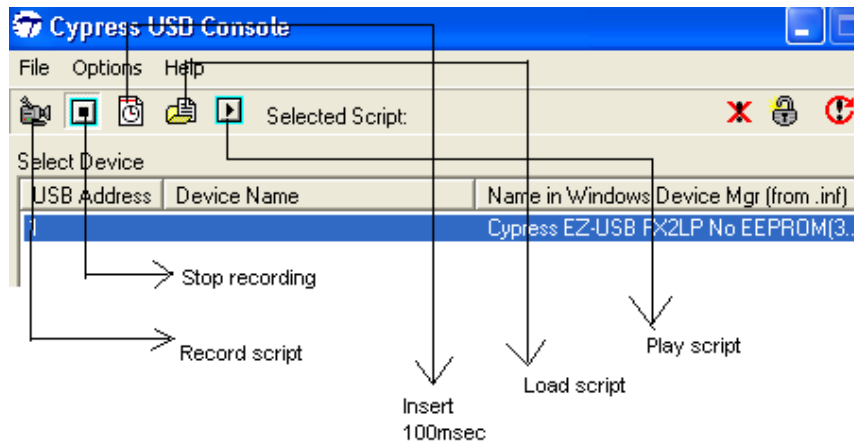 Cypress USB Console
File Options Help
Selected Script:
Select Device
USB Address Device Name Name in Windows Device Mgr (from .inf)
1 Cypress EZ-USB FX2LP No EEPROM(3...
Stop recording
Record script
Play script
Load script
Insert
100msec